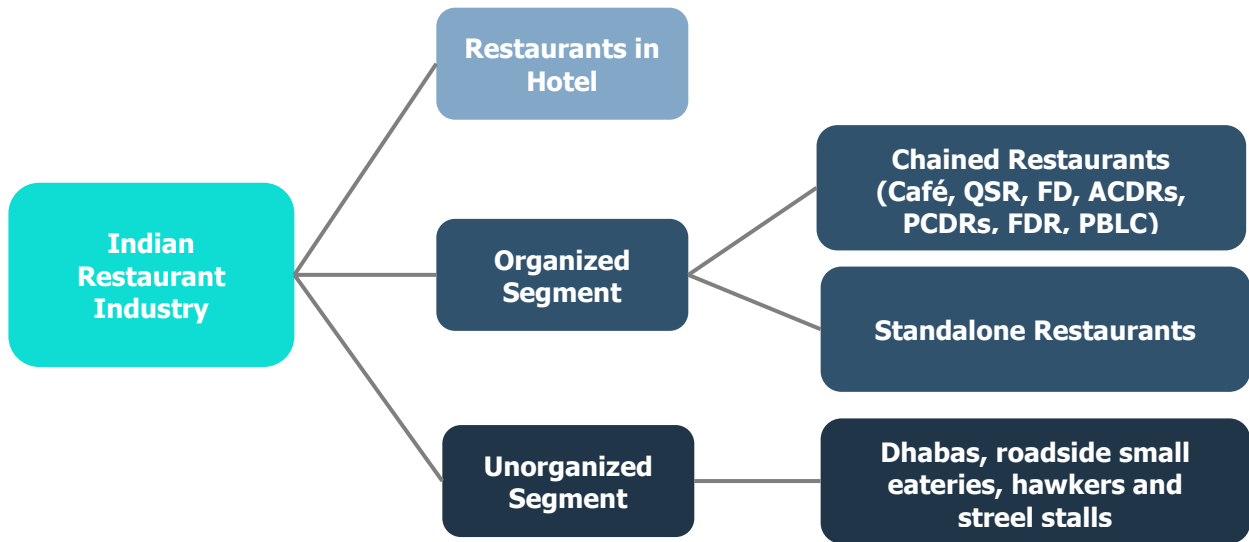 Restaurants in
Hotel
Chained Restaurants
(Café, QSR, FD, ACDRs,
PCDRs, FDR, PBLC)
Indian
Restaurant
Industry
Organized
Segment
Standalone Restaurants
Unorganized
Segment
Dhabas, roadside small
eateries, hawkers and
streel stalls